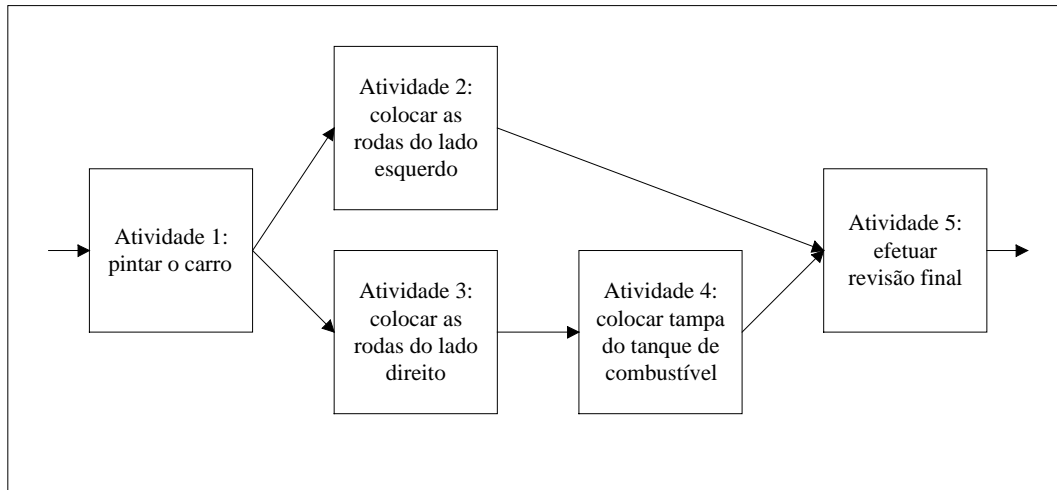 Atividade 1:
pintar o carro
Atividade 2:
colocar as
rodas do lado
esquerdo
Atividade 3:
colocar as
rodas do lado
direito
Atividade 4:
colocar tampa
do tanque de
combustível
Atividade 5:
efetuar
revisão final